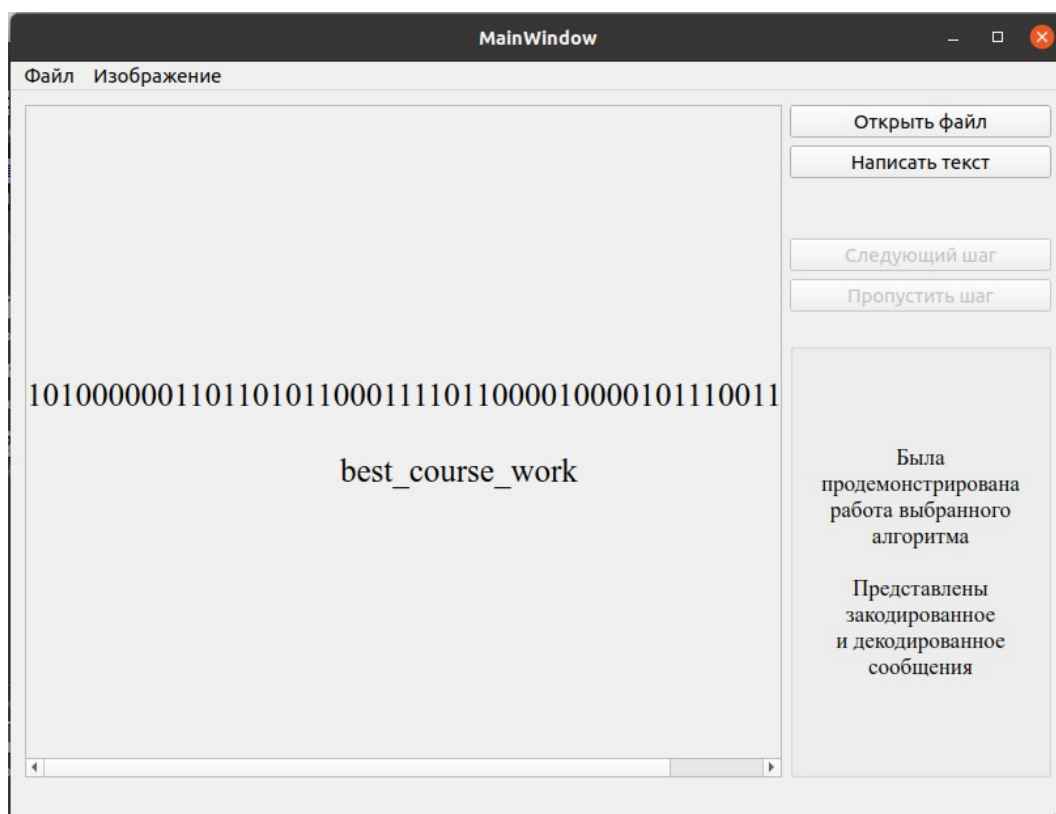 MainWindow
Файл Изображение
Открыть файл
Написать текст
Следующий шаг
Пропустить шаг
10100000011011010110001111011000010000101110011
best_course_work
Была
продемонстрирована
работа выбранного
алгоритма
Представлены
закодированное
и декодированное
сообщения